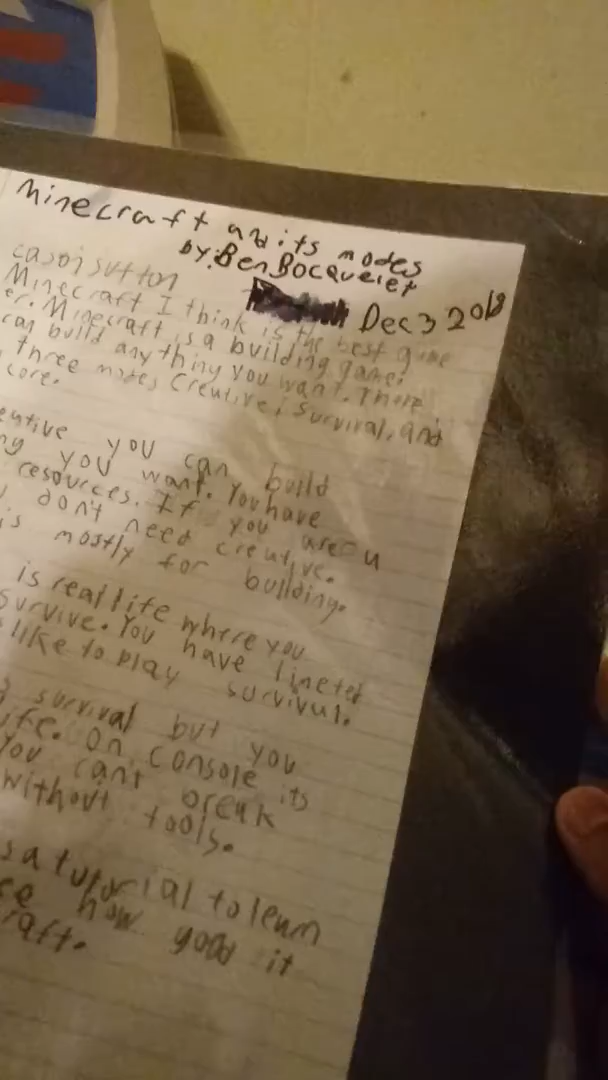 Minecraft and its modes
by: Ben Bocquelet
Dec 3 2018
Minecraft I think is the best game
er. Minecraft is a building game.
can build any thing you want. There
three modes Creative, Survival, and
core.
eative you can build
ng you want. You have
resources. If you are
don't need creative.
is mostly for building.
is real life where you
survive. You have lineted
like to play survival.
survival but you
ife. On console its
You can't break
without tools.
s a tutorial to learn
ce how good it
raft.